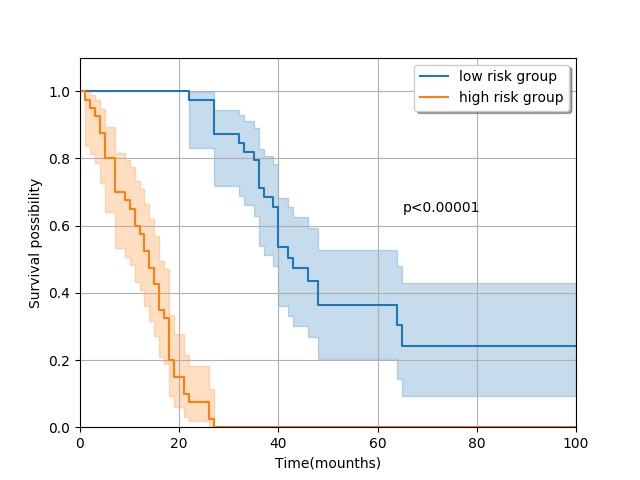 low risk group
high risk group
p<0.00001
Survival possibility
1.0
0.8
0.6
0.4
0.2
0.0
0
20
40
60
80
100
Time(mounths)